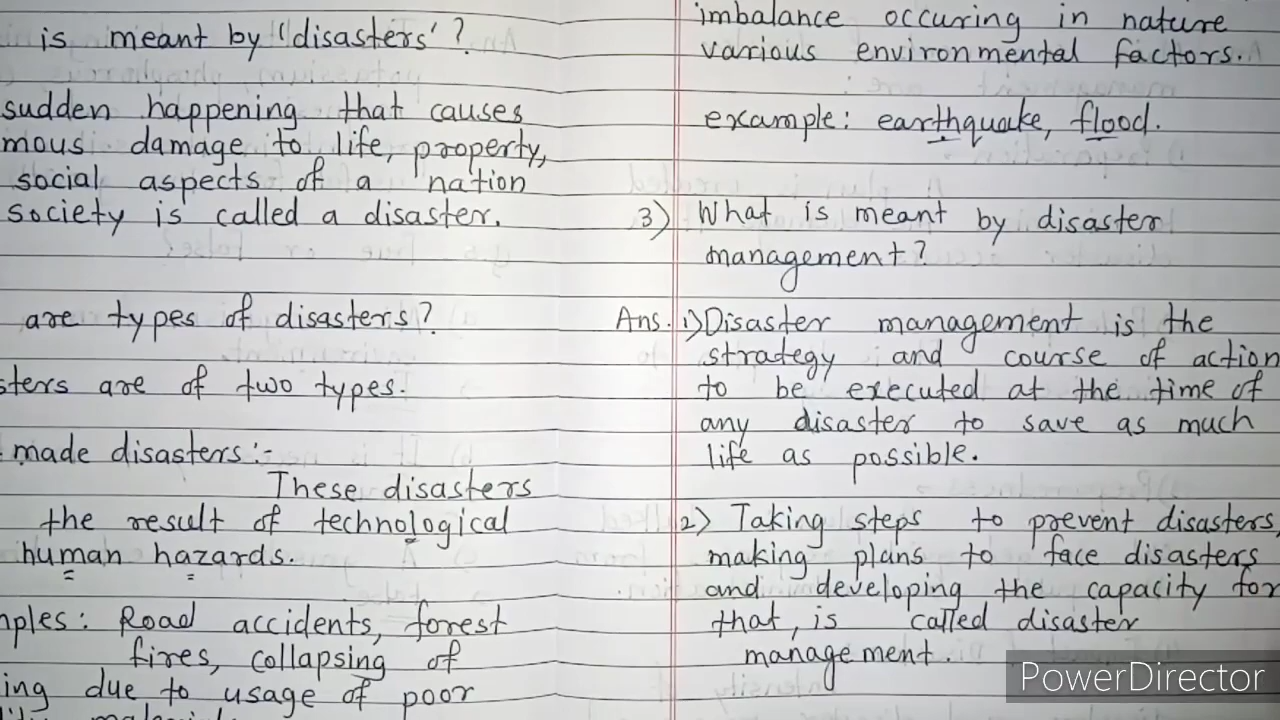 is meant by "disasters'?
sudden happening that causes
mous damage to life, property,
social aspects of a nation
society is called a disaster.
are types of disasters?
sters are of two types.
made disasters:-
These disasters
the result of technological
human hazards.
mples: Road accidents, forest
fires, collapsing of
ing due to usage of poor
imbalance occuring in nature
various environmental factors.
example: earthquake, flood.
3) What is meant by disaster
management?
Ans. 1) Disaster management is the
strategy and course of action
to be executed at the time of
any disaster to save as much
life as possible.
2) Taking steps to prevent disasters,
making plans to face disasters
and developing the capacity for
that, is called disaster
management.
PowerDirector